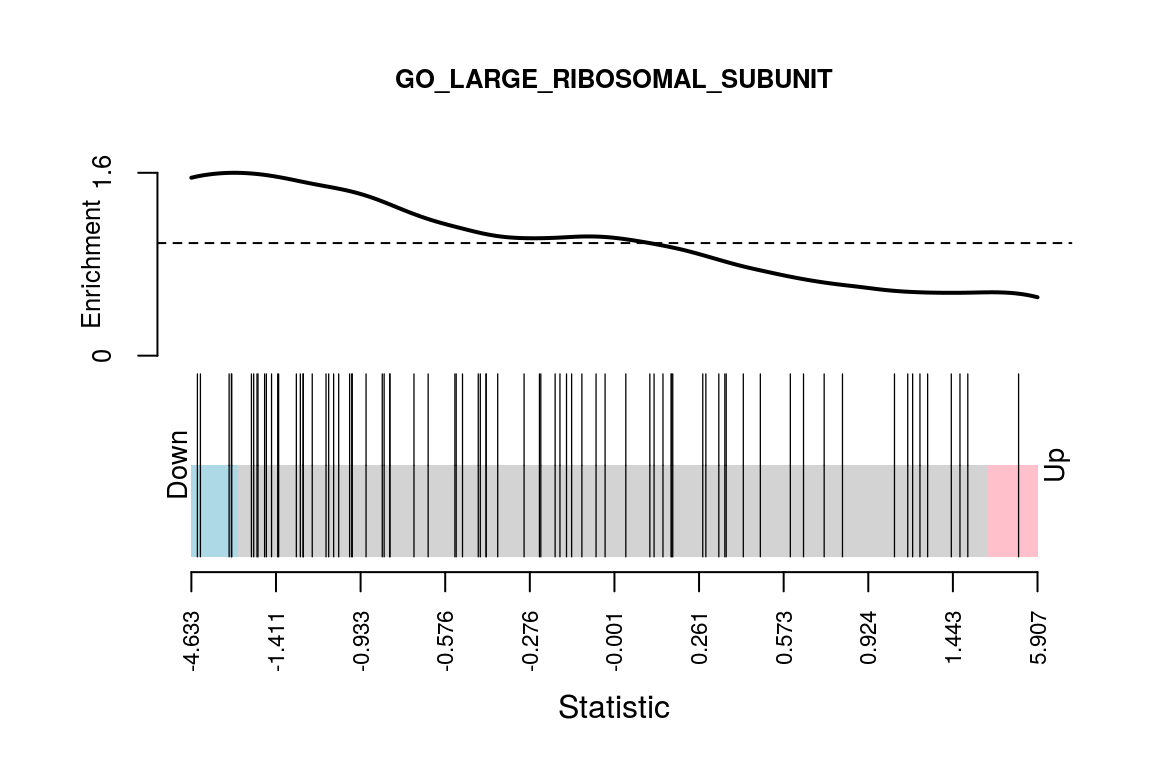 GO_LARGE_RIBOSOMAL_SUBUNIT
1.6
Enrichment
0
Down
Up
-4.633
-1.411
-0.933
-0.576
-0.276
-0.001
0.261
0.573
0.924
1.443
5.907
Statistic